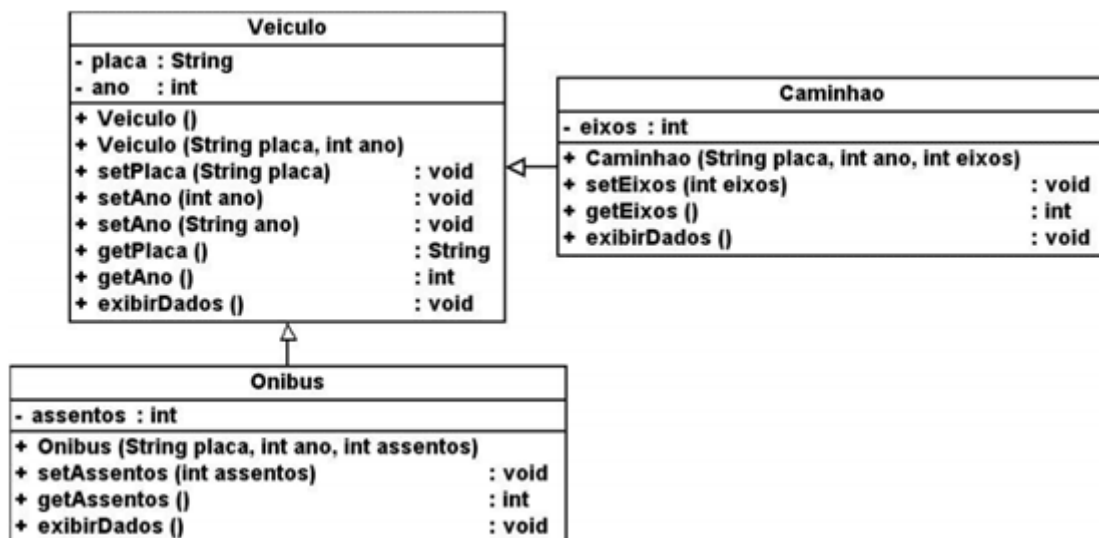 Veiculo
- placa : String
- ano : int
+ Veiculo ()
+ Veiculo (String placa, int ano)
+ setPlaca (String placa) : void
+ setAno (int ano) : void
+ setAno (String ano) : void
+ getPlaca () : String
+ getAno () : int
+ exibirDados () : void
Caminhao
- eixos : int
+ Caminhao (String placa, int ano, int eixos)
+ setEixos (int eixos) : void
+ getEixos () : int
+ exibirDados () : void
Onibus
- assentos : int
+ Onibus (String placa, int ano, int assentos)
+ setAssentos (int assentos) : void
+ getAssentos () : int
+ exibirDados () : void